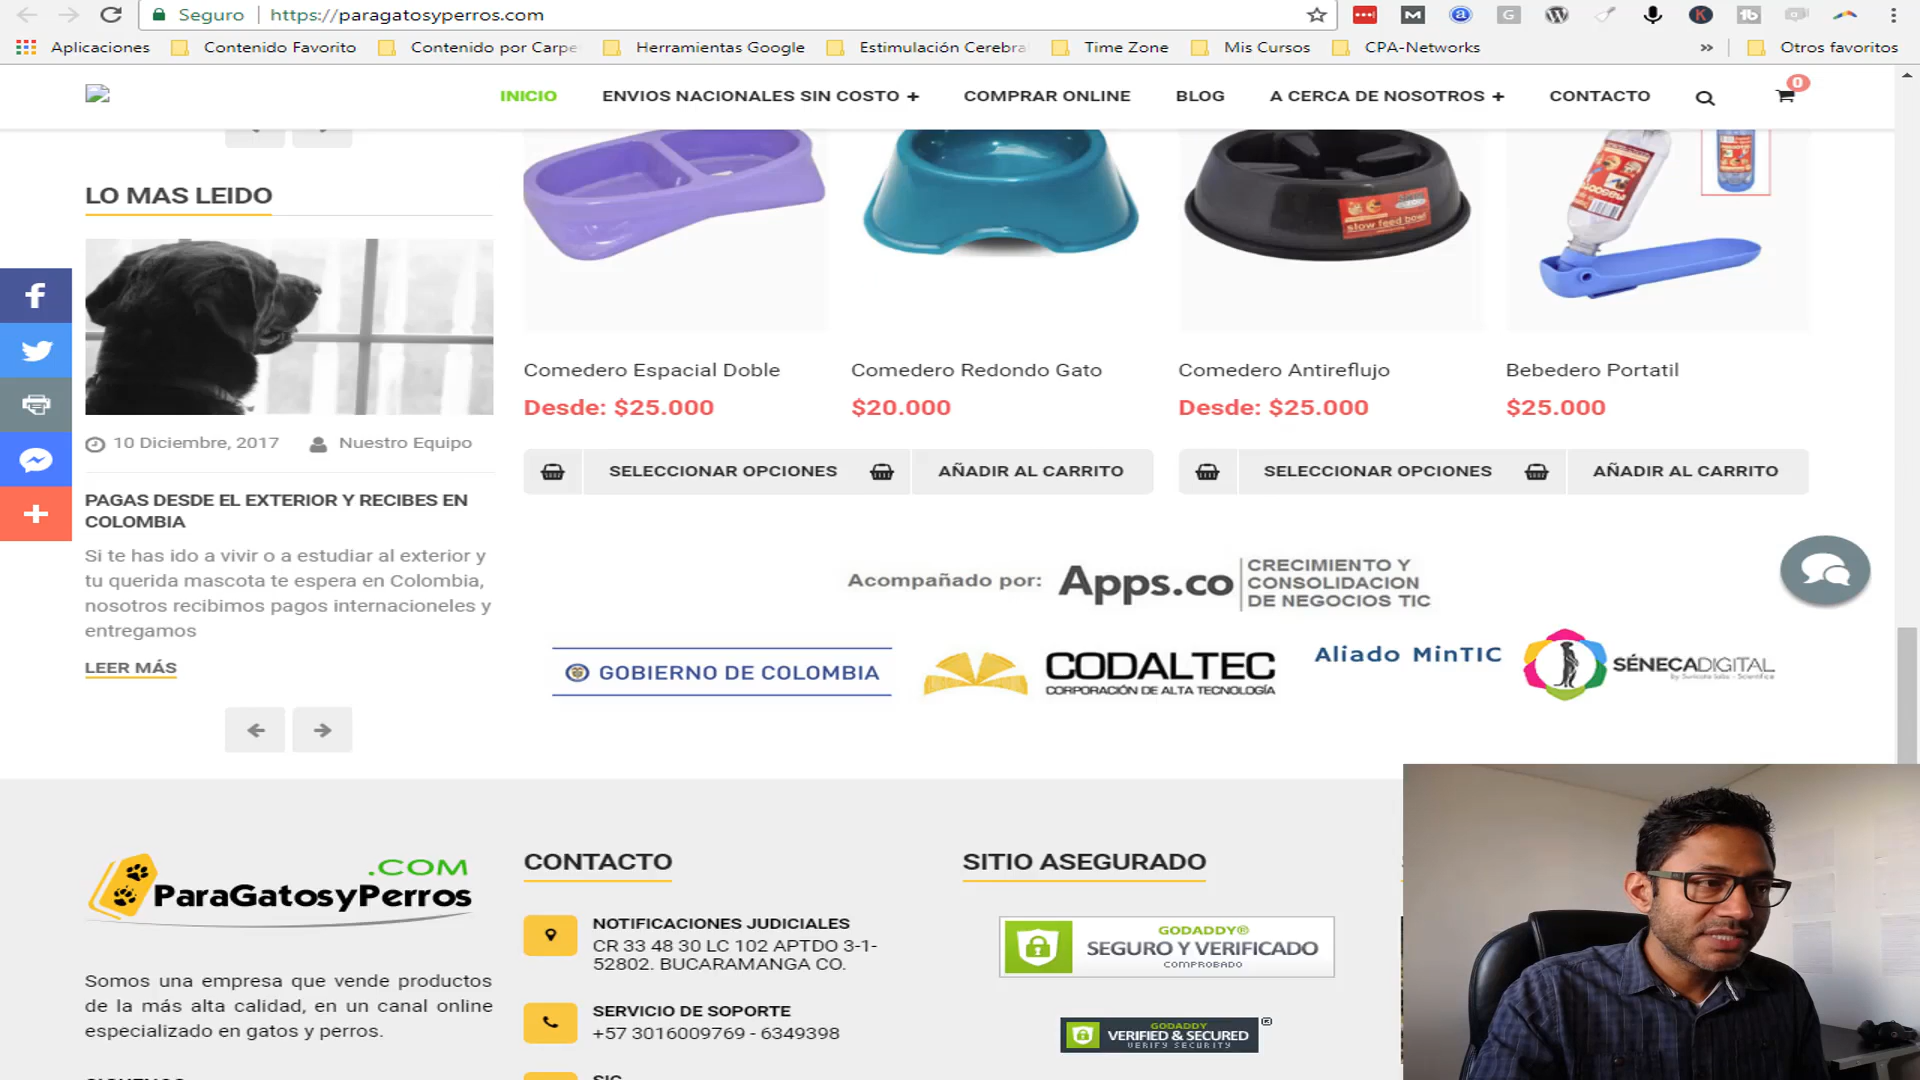 Seguro
https://paragatosyperros.com
Aplicaciones
Contenido Favorito
Contenido por Carpe
Herramientas Google
Estimulación Cerebra
Time Zone
Mis Cursos
CPA-Networks
»
Otros favoritos
INICIO
ENVIOS NACIONALES SIN COSTO +
COMPRAR ONLINE
BLOG
A CERCA DE NOSOTROS +
CONTACTO
0
LO MAS LEIDO
10 Diciembre, 2017
Nuestro Equipo
PAGAS DESDE EL EXTERIOR Y RECIBES EN
COLOMBIA
Si te has ido a vivir o a estudiar al exterior y
tu querida mascota te espera en Colombia,
nosotros recibimos pagos internacioneles y
entregamos
LEER MÁS
slow feed bowl
Comedero Espacial Doble
Desde: $25.000
SELECCIONAR OPCIONES
Comedero Redondo Gato
$20.000
AÑADIR AL CARRITO
Comedero Antireflujo
Desde: $25.000
SELECCIONAR OPCIONES
Bebedero Portatil
$25.000
AÑADIR AL CARRITO
Acompañado por:
Apps.co
CRECIMIENTO Y
CONSOLIDACION
DE NEGOCIOS TIC
GOBIERNO DE COLOMBIA
CODALTEC
CORPORACIÓN DE ALTA TECNOLOGÍA
Aliado MinTIC
SÉNECADIGITAL
.COM
ParaGatosyPerros
Somos una empresa que vende productos
de la más alta calidad, en un canal online
especializado en gatos y perros.
CONTACTO
NOTIFICACIONES JUDICIALES
CR 33 48 30 LC 102 APTDO 3-1-
52802. BUCARAMANGA CO.
SERVICIO DE SOPORTE
+57 3016009769 - 6349398
SIC
SITIO ASEGURADO
GODADDY®
SEGURO Y VERIFICADO
COMPROBADO
GODADDY
VERIFIED & SECURED
VERIFY SECURITY